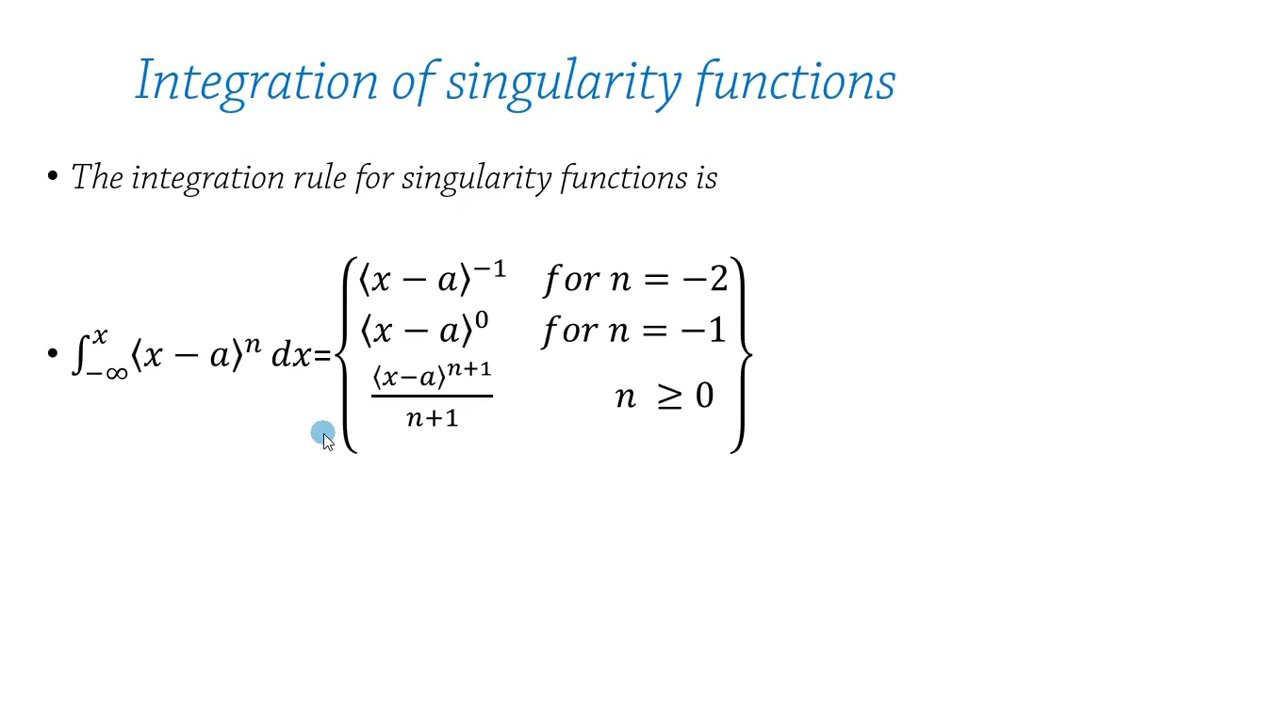 Integration of singularity functions
• The integration rule for singularity functions is
⟨x − a⟩⁻¹ for n = −2
⟨x − a⟩⁰ for n = −1
• ∫₋∞ˣ⟨x − a⟩ⁿ dx=
⟨x−a⟩ⁿ⁺¹/n+1 n ≥ 0